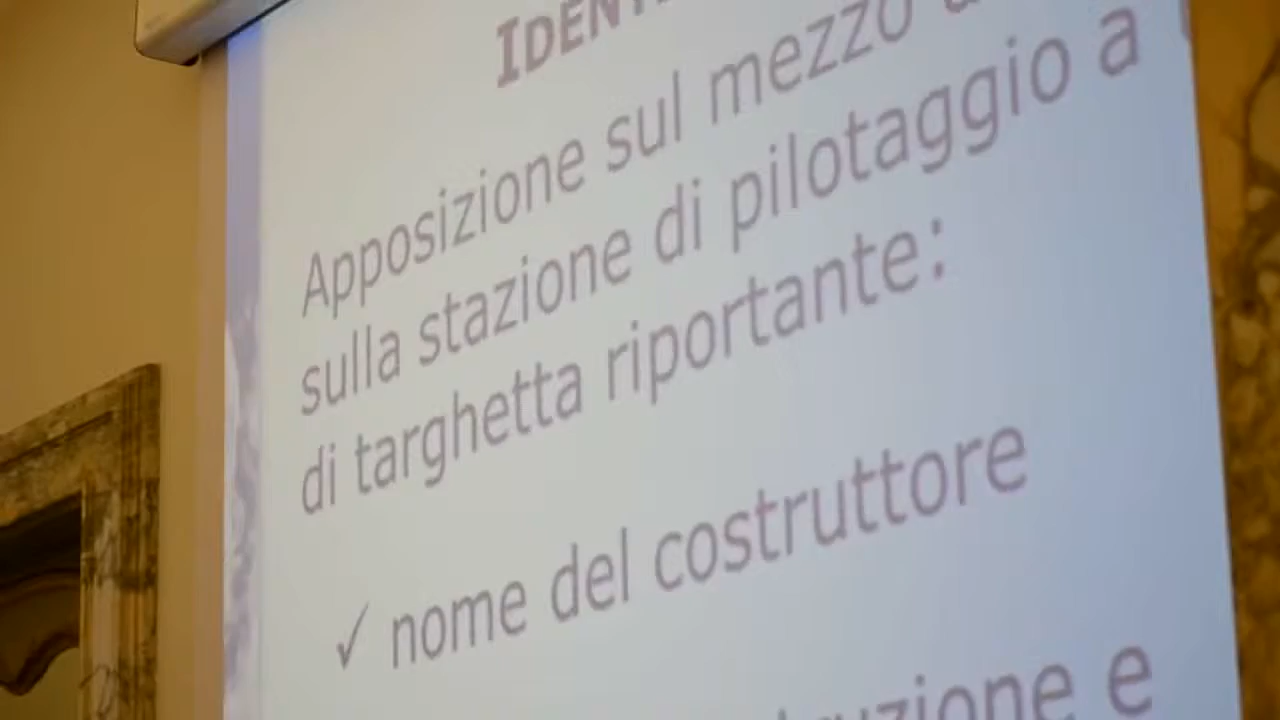 Apposizione sul mezzo
sulla stazione di pilotaggio a
di targhetta riportante:
✓ nome del costruttore
e